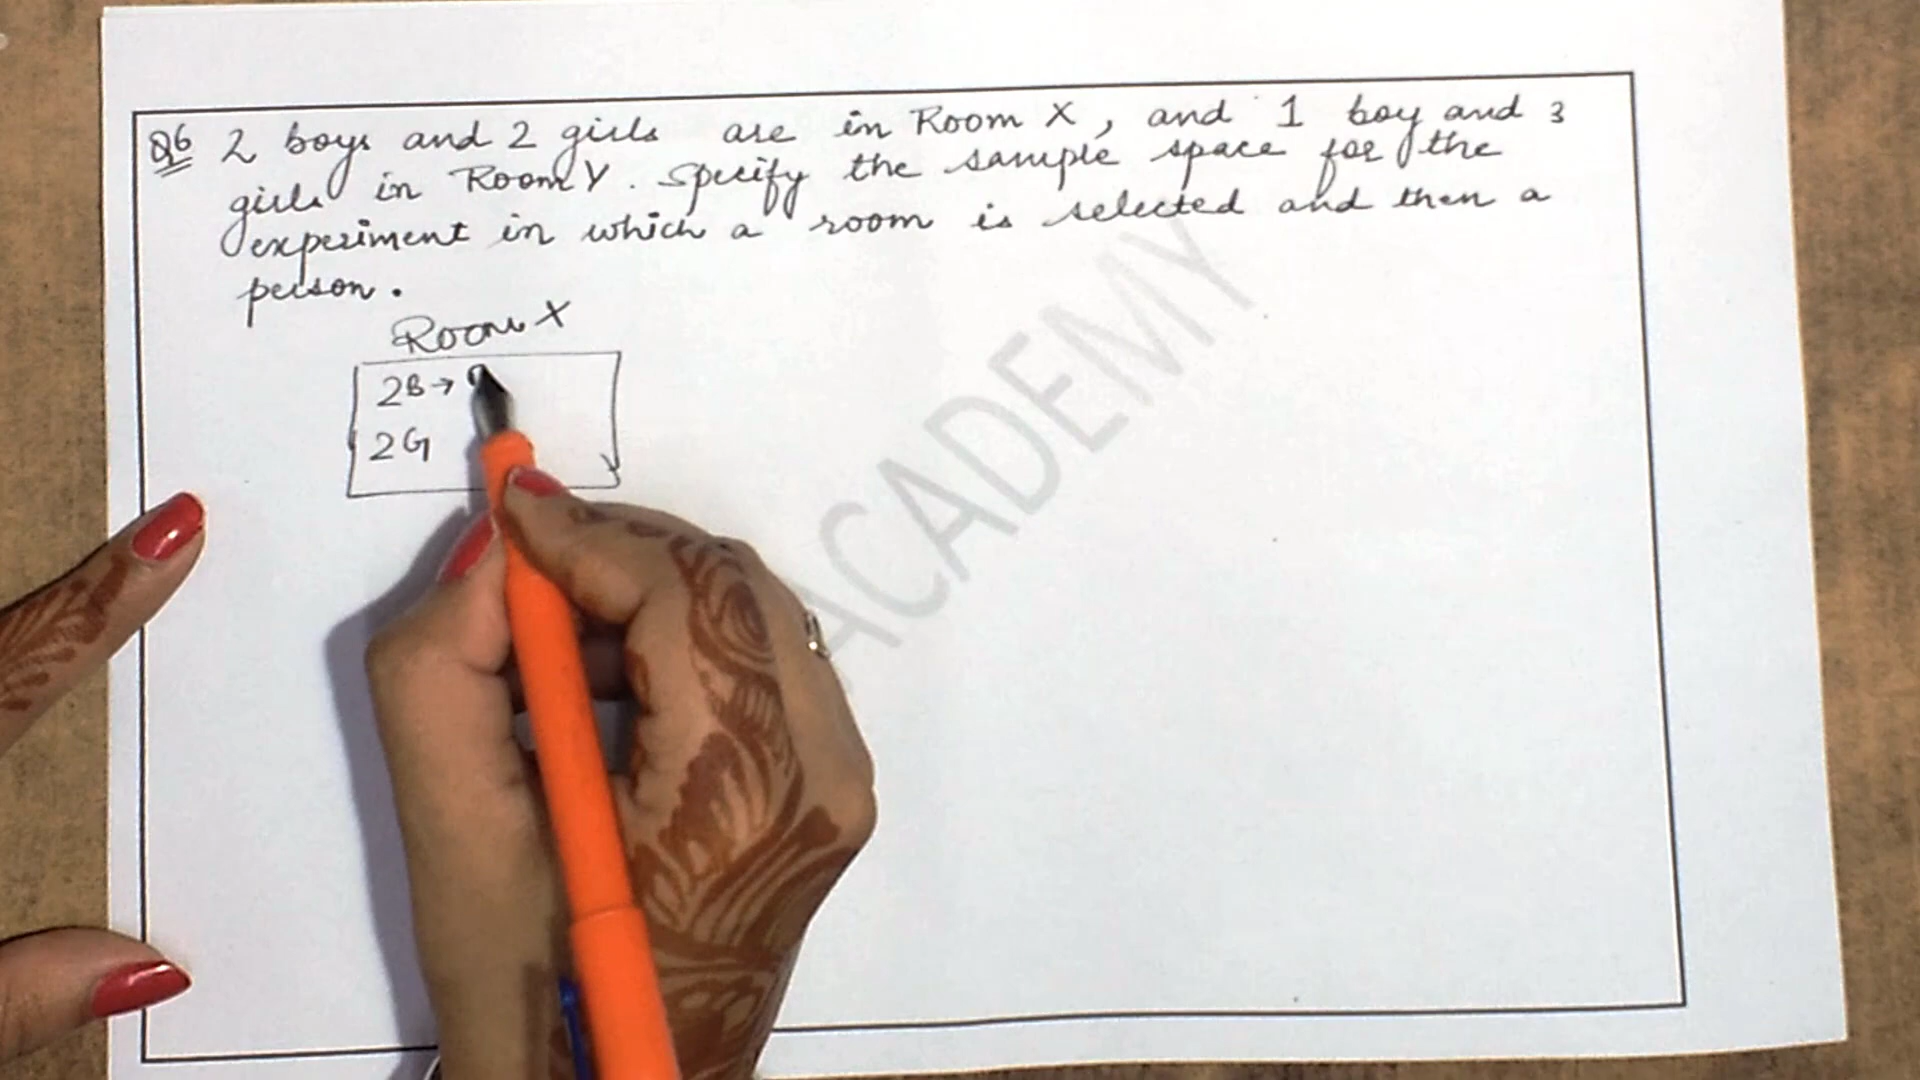 Q6 2 boys and 2 girls are in Room X, and 1 boy and 3
girls in Room Y. Specify the sample space for the
experiment in which a room is selected and then a
person.
Room X
2B →
2G
ACADEMY